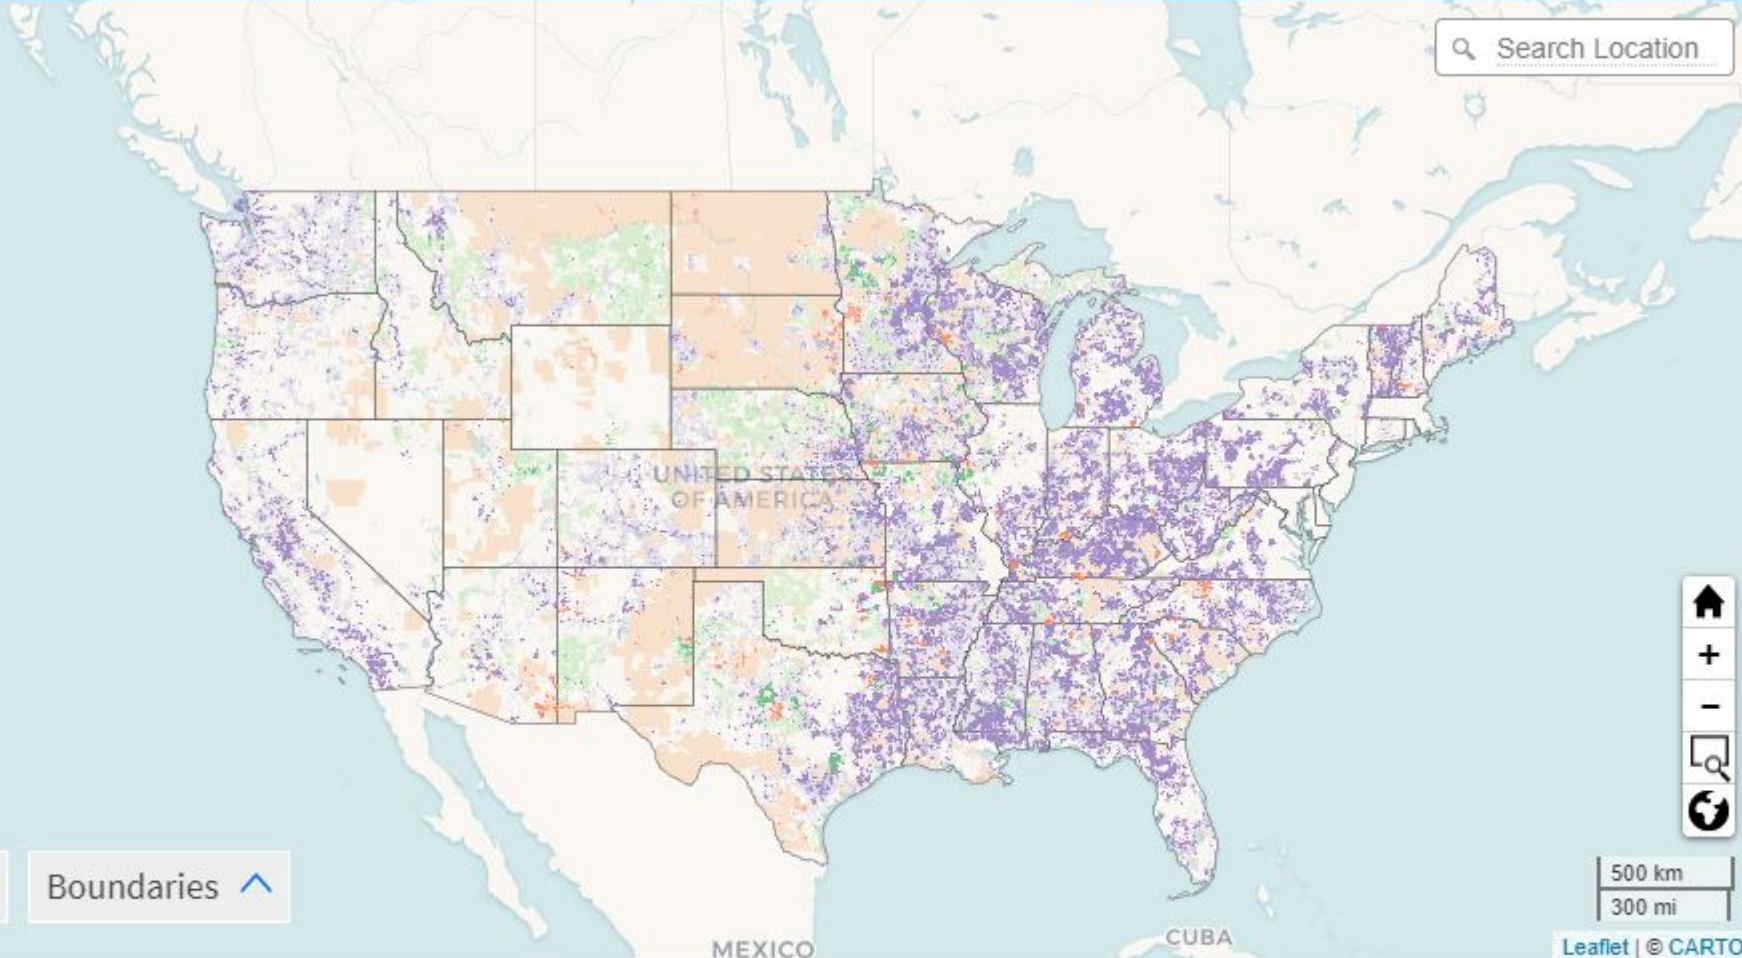 Search Location
UNITED STATES
OF AMERICA
+
−
Boundaries
500 km
300 mi
MEXICO
CUBA
Leaflet | © CARTO